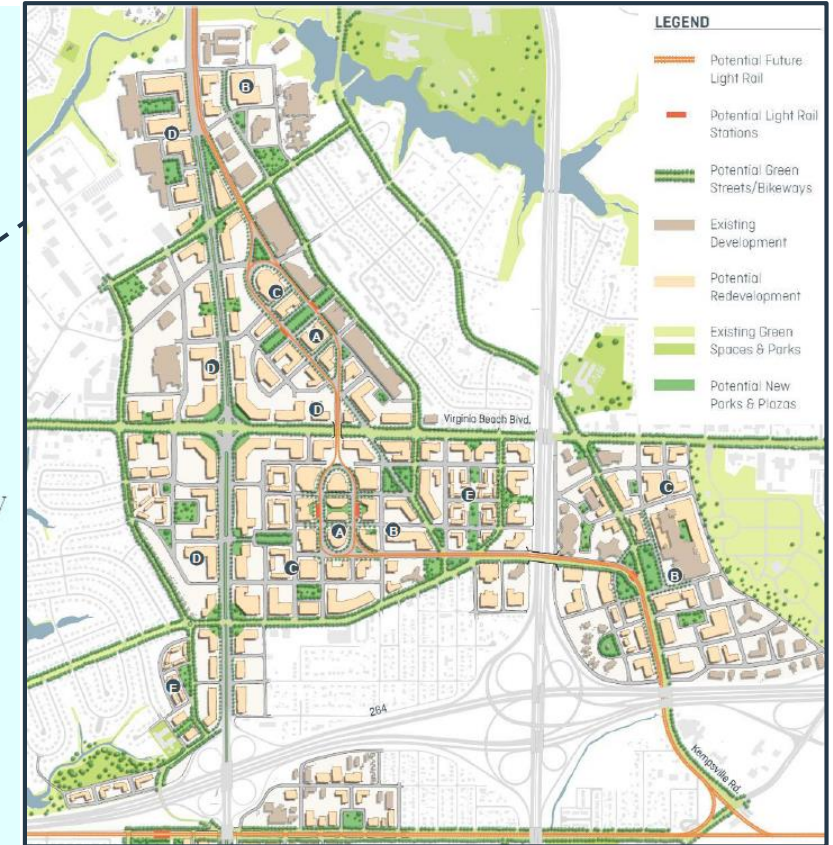 LEGEND
Potential Future
Light Rail
Potential Light Rail
Stations
Potential Green
Streets/Bikeways
Existing
Development
Potential
Redevelopment
Existing Green
Spaces & Parks
Potential New
Parks & Plazas
B
D
C
A
D
D
Virginia Beach Blvd.
E
C
A
B
D
C
B
E
264
Kempsville Rd.